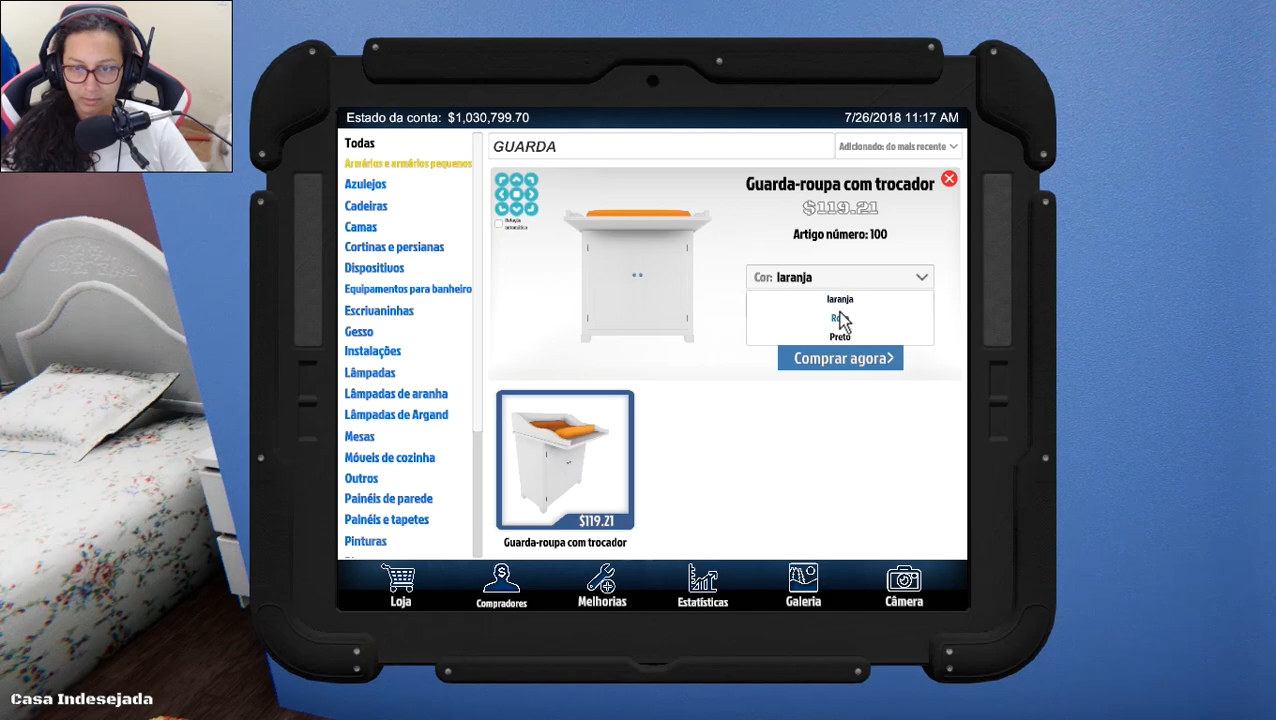 Estado da conta: $1,030,799.70
7/26/2018 11:17 AM
Todas
Armários e armários pequenos
Azulejos
Cadeiras
Camas
Cortinas e persianas
Dispositivos
Equipamentos para banheiro
Escrivaninhas
Gesso
Instalações
Lâmpadas
Lâmpadas de aranha
Lâmpadas de Argand
Mesas
Móveis de cozinha
Outros
Painéis de parede
Painéis e tapetes
Pinturas
GUARDA
Adicionado: do mais recente
Rotação
automático
Guarda-roupa com trocador
$119.21
Artigo número: 100
Cor: laranja
laranja
Preto
Comprar agora>
$119.21
Guarda-roupa com trocador
Loja
Compradores
Melhorias
Estatísticas
Galeria
Câmera
Casa Indesejada